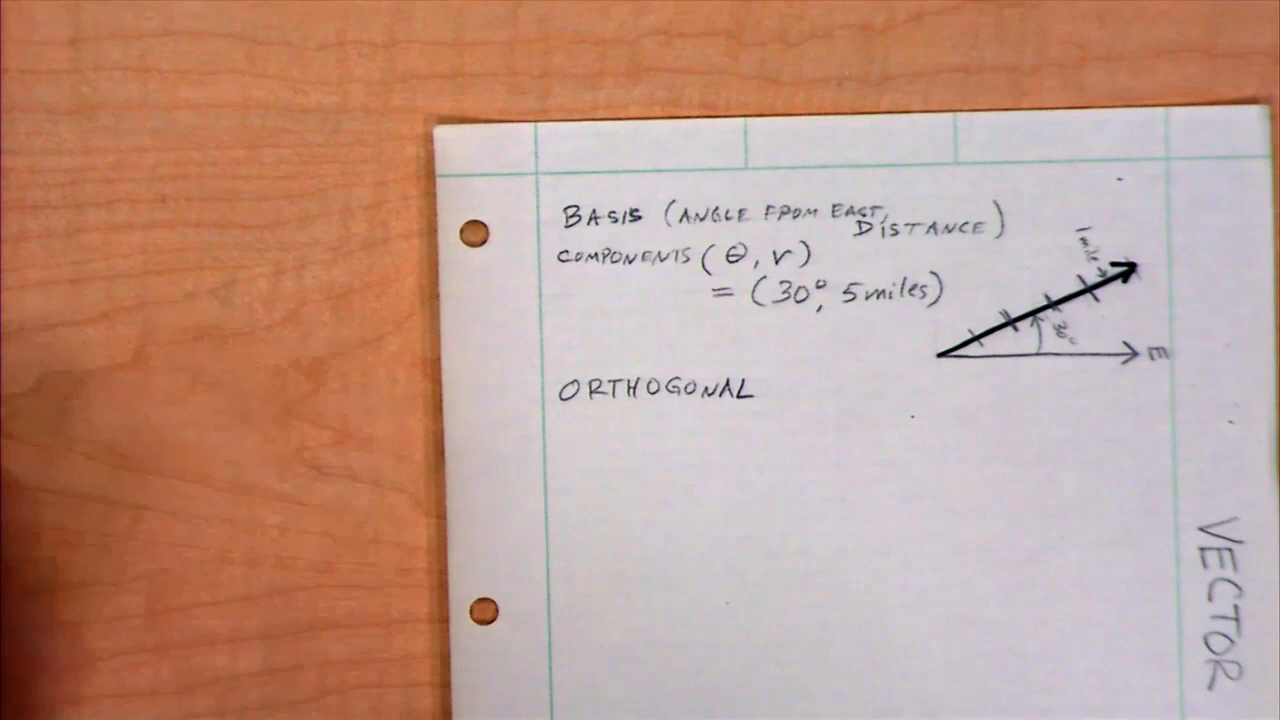 BASIS (ANGLE FROM EAST,
DISTANCE)
COMPONENTS (θ, r)
= (30°, 5 miles)
1 mile
30°
E
ORTHOGONAL
VECTOR